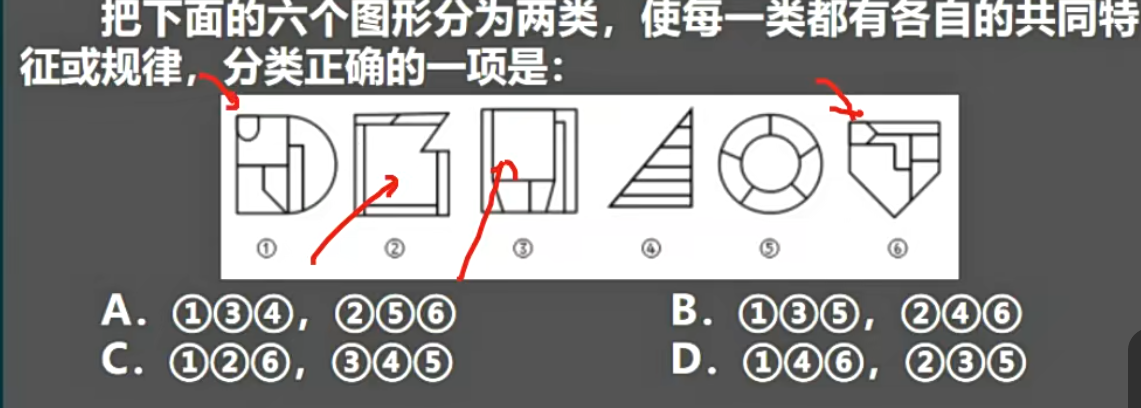 把下面的六个图形分为两类，使每一类都有各自的共同特
征或规律，分类正确的一项是：
① ② ③ ④ ⑤ ⑥
A. ①③④，②⑤⑥ B. ①③⑤，②④⑥
C. ①②⑥，③④⑤ D. ①④⑥，②③⑤